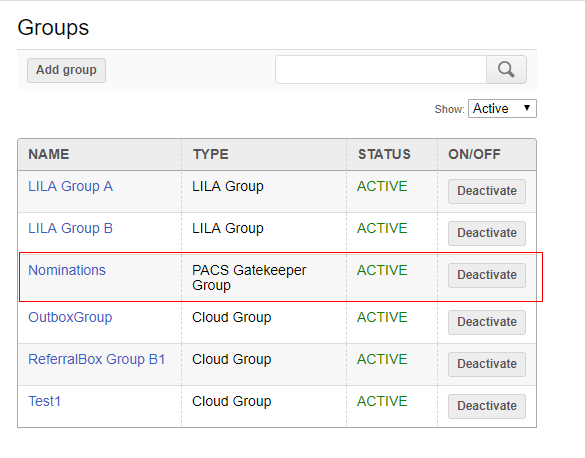 Groups
Add group
Show: Active
NAME TYPE STATUS ON/OFF
LILA Group A LILA Group ACTIVE Deactivate
LILA Group B LILA Group ACTIVE Deactivate
Nominations PACS Gatekeeper ACTIVE Deactivate
Group
OutboxGroup Cloud Group ACTIVE Deactivate
ReferralBox Group B1 Cloud Group ACTIVE Deactivate
Test1 Cloud Group ACTIVE Deactivate